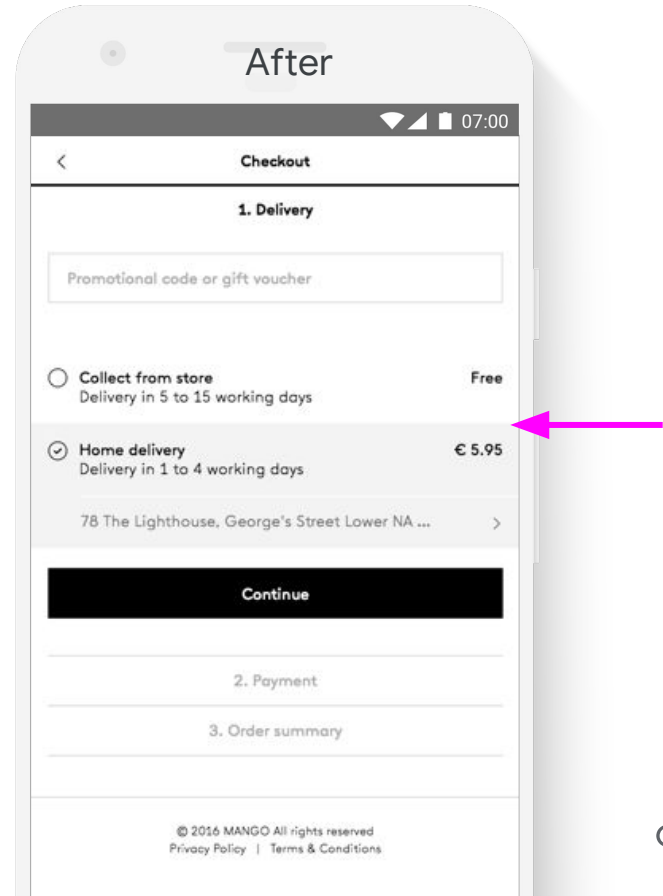 After
07:00
Checkout
1. Delivery
Promotional code or gift voucher
Collect from store Free
Delivery in 5 to 15 working days
Home delivery € 5.95
Delivery in 1 to 4 working days
78 The Lighthouse, George's Street Lower NA ...
Continue
2. Payment
3. Order summary
© 2016 MANGO All rights reserved
Privacy Policy | Terms & Conditions